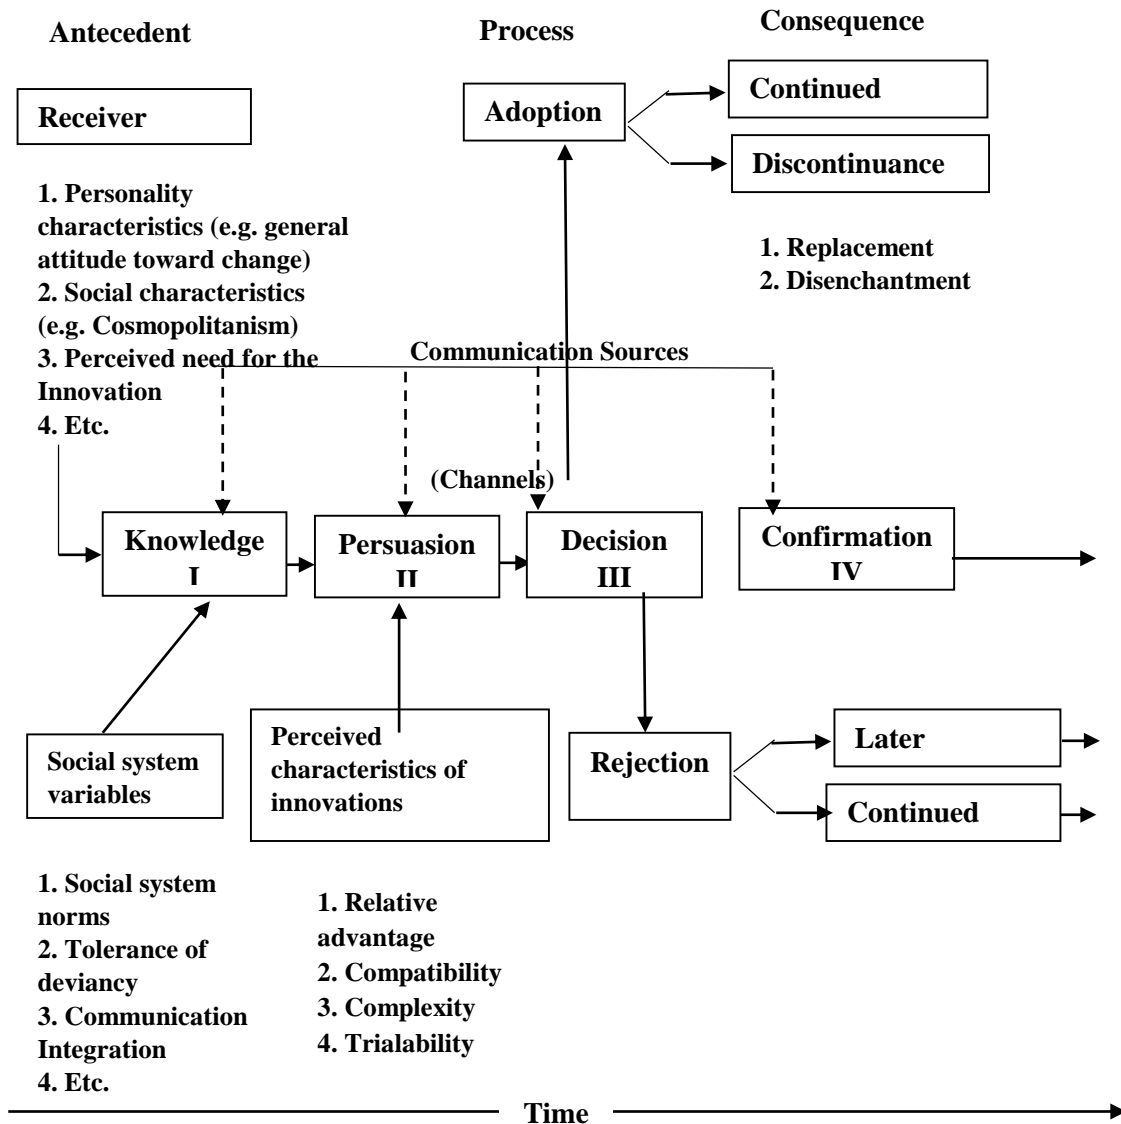 Antecedent
Process
Consequence
Receiver
Adoption
Continued
Discontinuance
1. Personality
characteristics (e.g. general
attitude toward change)
2. Social characteristics
(e.g. Cosmopolitanism)
3. Perceived need for the
Innovation
4. Etc.
1. Replacement
2. Disenchantment
Communication Sources
(Channels)
Knowledge
I
Persuasion
II
Decision
III
Confirmation
IV
Social system
variables
Perceived
characteristics of
innovations
Rejection
Later
Continued
1. Social system
norms
2. Tolerance of
deviancy
3. Communication
Integration
4. Etc.
1. Relative
advantage
2. Compatibility
3. Complexity
4. Trialability
Time